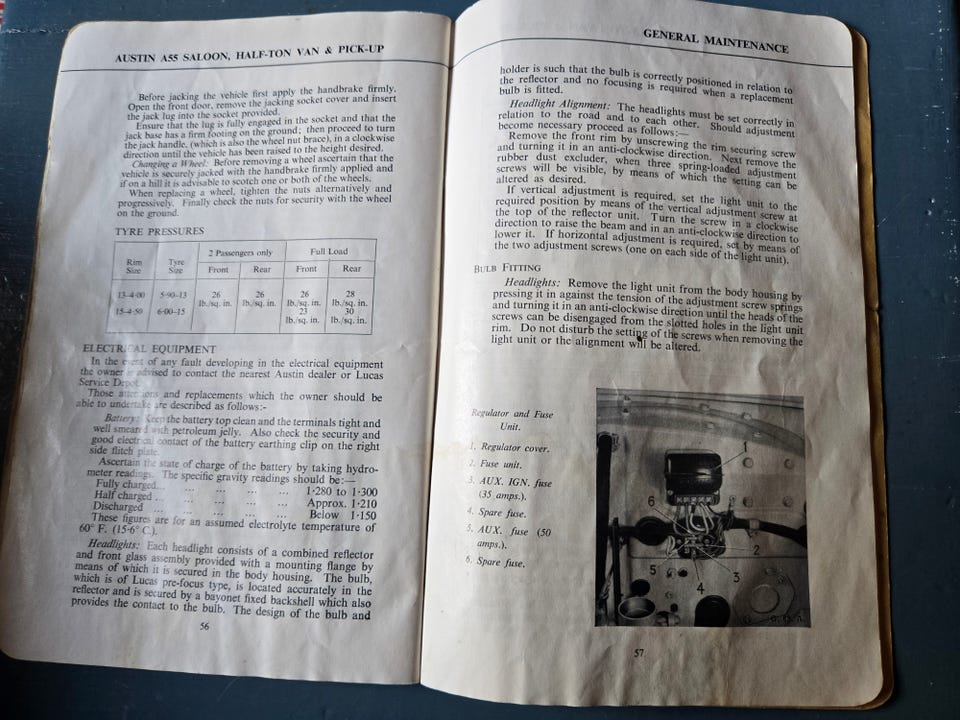 AUSTIN A55 SALOON, HALF-TON VAN & PICK-UP
Before jacking the vehicle first apply the handbrake firmly.
Open the front door, remove the jacking socket cover and insert
the jack lug into the socket provided.
Ensure that the lug is fully engaged in the socket and that the
jack base has a firm footing on the ground; then proceed to turn
the jack handle, (which is also the wheel nut brace), in a clockwise
direction until the vehicle has been raised to the height desired.
Changing a Wheel: Before removing a wheel ascertain that the
vehicle is securely jacked with the handbrake firmly applied and
if on a hill it is advisable to scotch one or both of the wheels.
When replacing a wheel, tighten the nuts alternately and
progressively. Finally check the nuts for security with the wheel
on the ground.
TYRE PRESSURES
Rim Size Tyre Size 2 Passengers only Full Load
Front Rear Front Rear
13-4·00 5·90-13 26 lb./sq. in. 26 lb./sq. in. 26 lb./sq. in. 28 lb./sq. in.
15-4·50 6·00-15 23 lb./sq. in. 30 lb./sq. in.
ELECTRICAL EQUIPMENT
In the event of any fault developing in the electrical equipment
the owner is advised to contact the nearest Austin dealer or Lucas
Service Depot.
Those attentions and replacements which the owner should be
able to undertake are described as follows:-
Battery: Keep the battery top clean and the terminals tight and
well smeared with petroleum jelly. Also check the security and
good electrical contact of the battery earthing clip on the right
side flitch plate.
Ascertain the state of charge of the battery by taking hydro-
meter readings. The specific gravity readings should be:—
Fully charged... ... ... ... ... 1·280 to 1·300
Half charged ... ... ... ... ... Approx. 1·210
Discharged ... ... ... ... ... Below 1·150
These figures are for an assumed electrolyte temperature of
60° F. (15·6° C.).
Headlights: Each headlight consists of a combined reflector
and front glass assembly provided with a mounting flange by
means of which it is secured in the body housing. The bulb,
which is of Lucas pre-focus type, is located accurately in the
reflector and is secured by a bayonet fixed backshell which also
provides the contact to the bulb. The design of the bulb and
56
GENERAL MAINTENANCE
holder is such that the bulb is correctly positioned in relation to
the reflector and no focusing is required when a replacement
bulb is fitted.
Headlight Alignment: The headlights must be set correctly in
relation to the road and to each other. Should adjustment
become necessary proceed as follows:—
Remove the front rim by unscrewing the rim securing screw
and turning it in an anti-clockwise direction. Next remove the
rubber dust excluder, when three spring-loaded adjustment
screws will be visible, by means of which the setting can be
altered as desired.
If vertical adjustment is required, set the light unit to the
required position by means of the vertical adjustment screw at
the top of the reflector unit. Turn the screw in a clockwise
direction to raise the beam and in an anti-clockwise direction to
lower it. If horizontal adjustment is required, set by means of
the two adjustment screws (one on each side of the light unit).
BULB FITTING
Headlights: Remove the light unit from the body housing by
pressing it in against the tension of the adjustment screw springs
and turning it in an anti-clockwise direction until the heads of the
screws can be disengaged from the slotted holes in the light unit
rim. Do not disturb the setting of the screws when removing the
light unit or the alignment will be altered.
Regulator and Fuse
Unit.
1. Regulator cover.
2. Fuse unit.
3. AUX. IGN. fuse
(35 amps.).
4. Spare fuse.
5. AUX. fuse (50
amps.).
6. Spare fuse.
1
6
2
5
3
4
57